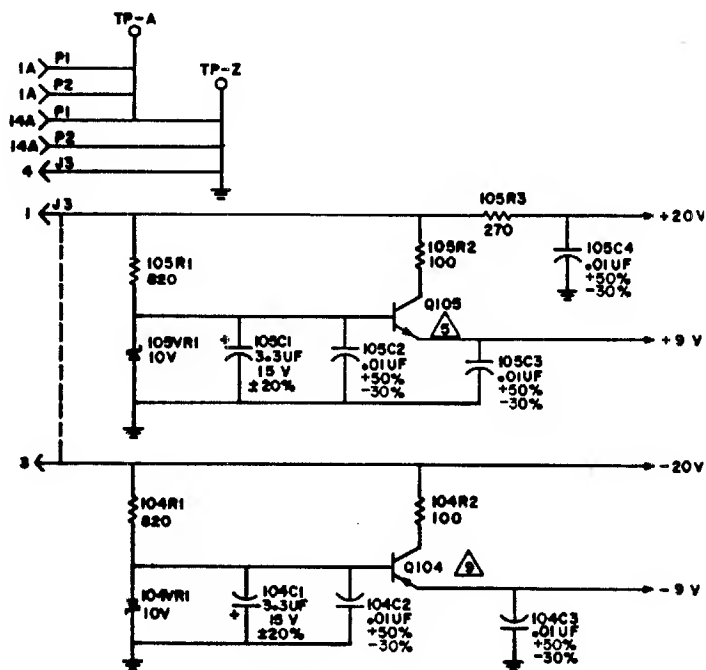 TP-A
1A P1
TP-Z
1A P2
14A P1
14A P2
4 J3
1 J3
105R3
270
+20V
105R1
820
105R2
100
105C4
.01UF
+50%
-30%
Q105
5
105VR1
10V
+
105C1
3.3UF
15 V
±20%
105C2
.01UF
+50%
-30%
+9 V
105C3
.01UF
+50%
-30%
3
-20V
104R1
820
104R2
100
Q104
9
104VR1
10V
+
104C1
3.3UF
15 V
±20%
104C2
.01UF
+50%
-30%
-9 V
104C3
.01UF
+50%
-30%